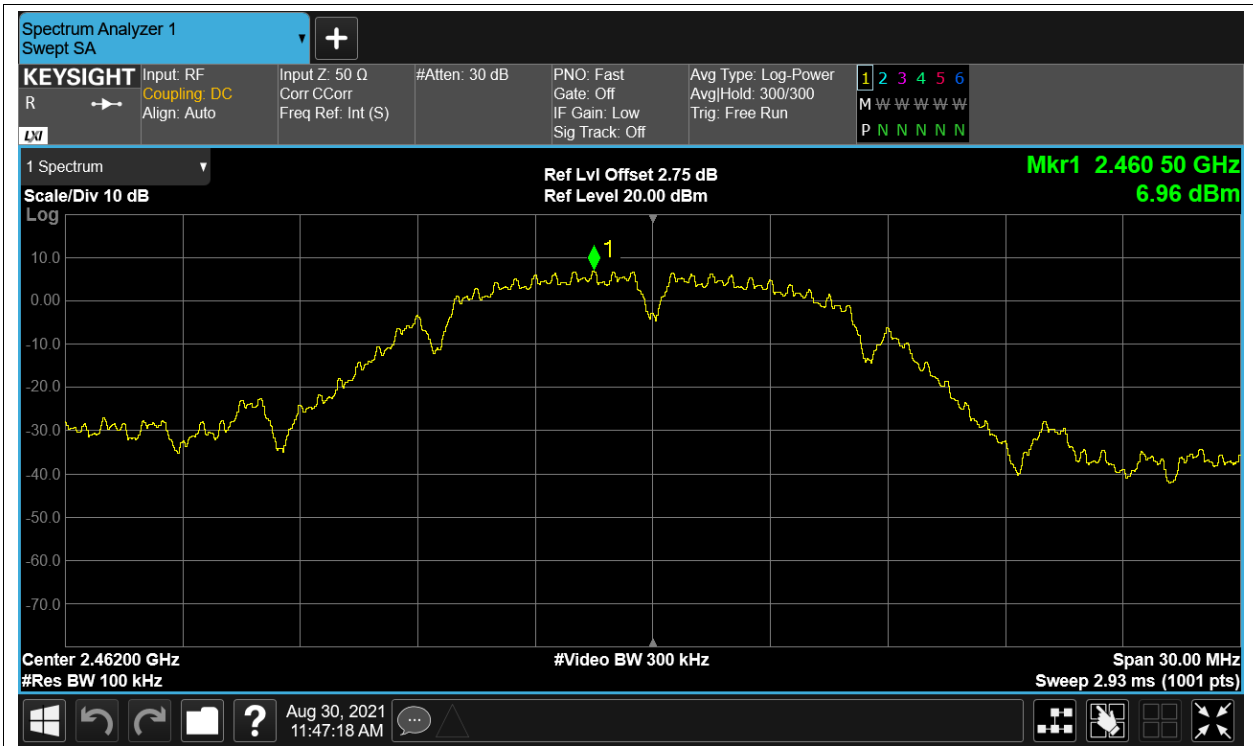 Spectrum Analyzer 1
Swept SA
KEYSIGHT
R
LXI
Input: RF
Coupling: DC
Align: Auto
Input Z: 50 Ω
Corr CCorr
Freq Ref: Int (S)
#Atten: 30 dB
PNO: Fast
Gate: Off
IF Gain: Low
Sig Track: Off
Avg Type: Log-Power
Avg|Hold: 300/300
Trig: Free Run
1 2 3 4 5 6
M W W W W W
P N N N N N
1 Spectrum
Scale/Div 10 dB
Log
Ref Lvl Offset 2.75 dB
Ref Level 20.00 dBm
Mkr1 2.460 50 GHz
6.96 dBm
1
10.0
0.00
-10.0
-20.0
-30.0
-40.0
-50.0
-60.0
-70.0
Center 2.46200 GHz
#Res BW 100 kHz
#Video BW 300 kHz
Span 30.00 MHz
Sweep 2.93 ms (1001 pts)
?
Aug 30, 2021
11:47:18 AM